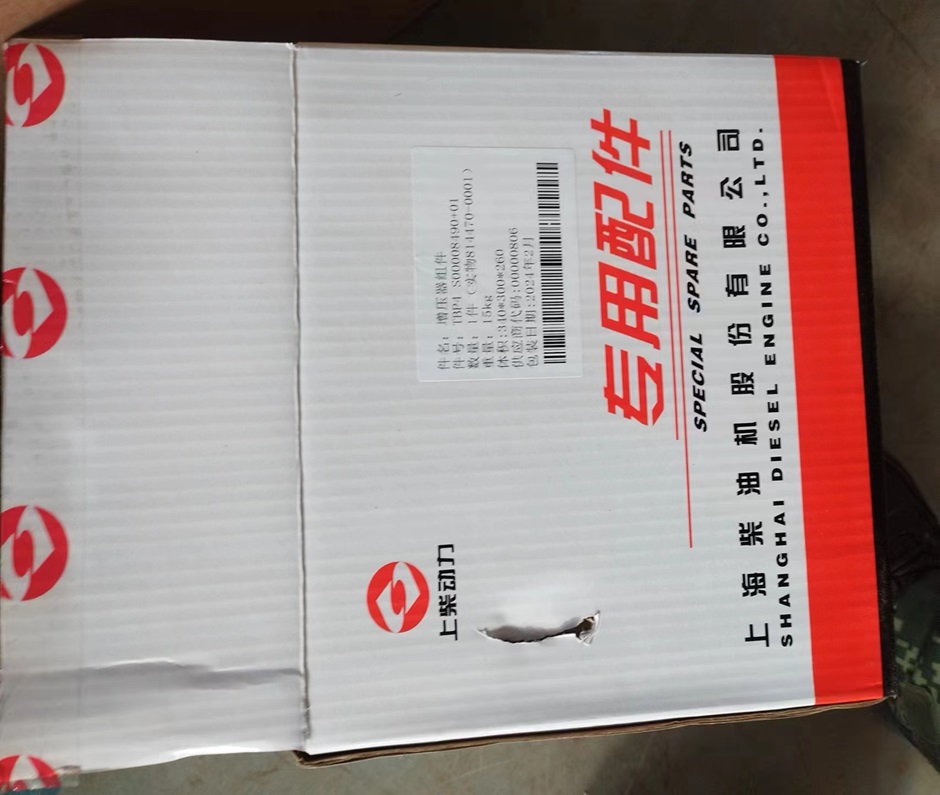 件名: 增压器组件
件号: TBP4 S00008490+01
数量: 1件(实物814470-0001)
重量: 15kg
体积:340*300*260
供应商代码:00000806
包装日期:2024年2月
专用配件
SPECIAL SPARE PARTS
上柴动力
上海柴油机股份有限公司
SHANGHAI DIESEL ENGINE CO.,LTD.